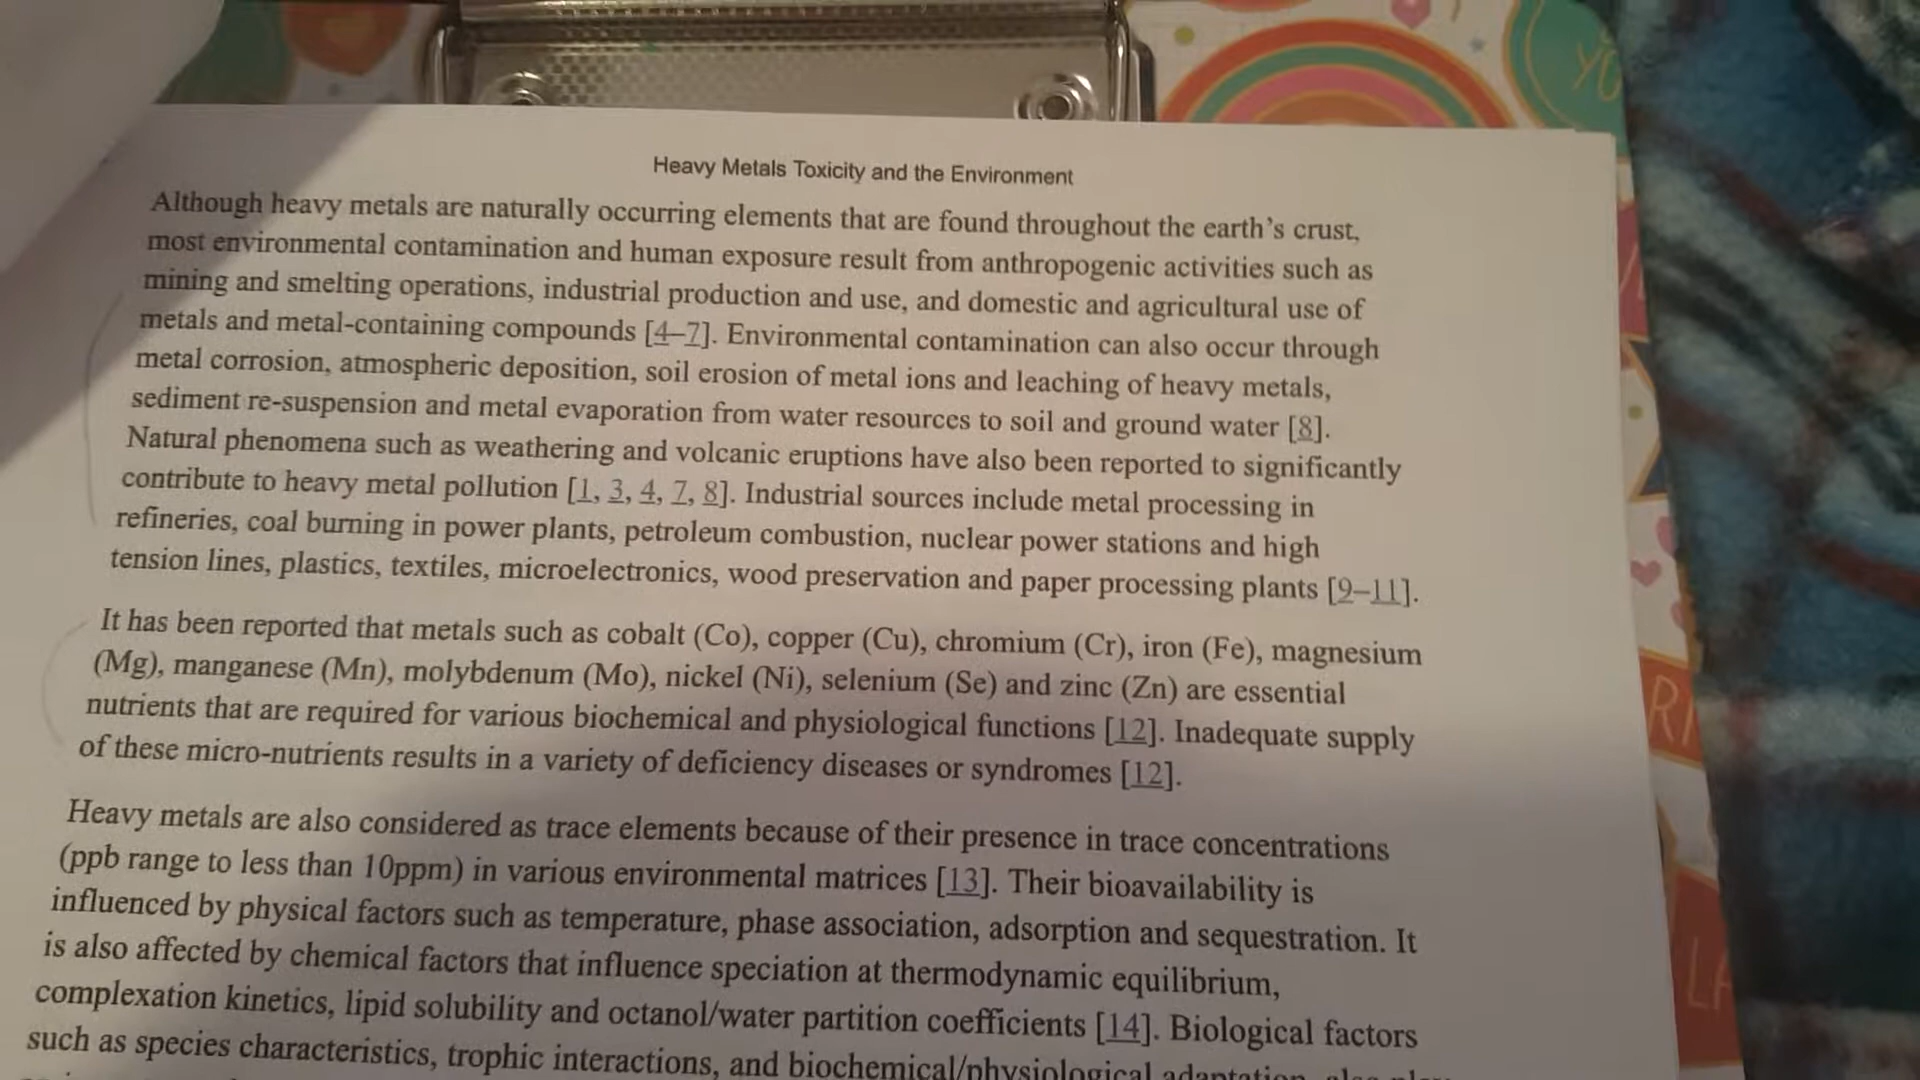 Heavy Metals Toxicity and the Environment
Although heavy metals are naturally occurring elements that are found throughout the earth's crust,
most environmental contamination and human exposure result from anthropogenic activities such as
mining and smelting operations, industrial production and use, and domestic and agricultural use of
metals and metal-containing compounds [4–7]. Environmental contamination can also occur through
metal corrosion, atmospheric deposition, soil erosion of metal ions and leaching of heavy metals,
sediment re-suspension and metal evaporation from water resources to soil and ground water [8].
Natural phenomena such as weathering and volcanic eruptions have also been reported to significantly
contribute to heavy metal pollution [1, 3, 4, 7, 8]. Industrial sources include metal processing in
refineries, coal burning in power plants, petroleum combustion, nuclear power stations and high
tension lines, plastics, textiles, microelectronics, wood preservation and paper processing plants [9–11].
It has been reported that metals such as cobalt (Co), copper (Cu), chromium (Cr), iron (Fe), magnesium
(Mg), manganese (Mn), molybdenum (Mo), nickel (Ni), selenium (Se) and zinc (Zn) are essential
nutrients that are required for various biochemical and physiological functions [12]. Inadequate supply
of these micro-nutrients results in a variety of deficiency diseases or syndromes [12].
Heavy metals are also considered as trace elements because of their presence in trace concentrations
(ppb range to less than 10ppm) in various environmental matrices [13]. Their bioavailability is
influenced by physical factors such as temperature, phase association, adsorption and sequestration. It
is also affected by chemical factors that influence speciation at thermodynamic equilibrium,
complexation kinetics, lipid solubility and octanol/water partition coefficients [14]. Biological factors
such as species characteristics, trophic interactions, and biochemical/physiological adaptation, also